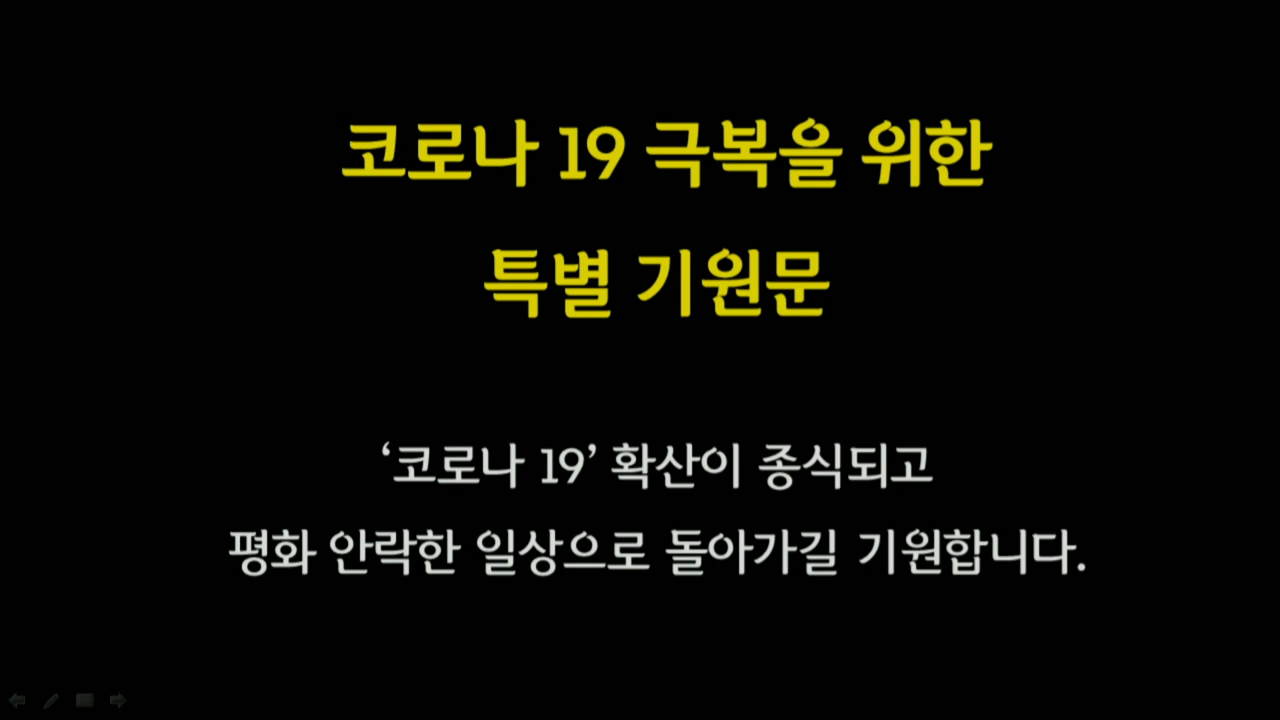 코로나 19 극복을 위한
특별 기원문
‘코로나 19’ 확산이 종식되고
평화 안락한 일상으로 돌아가길 기원합니다.